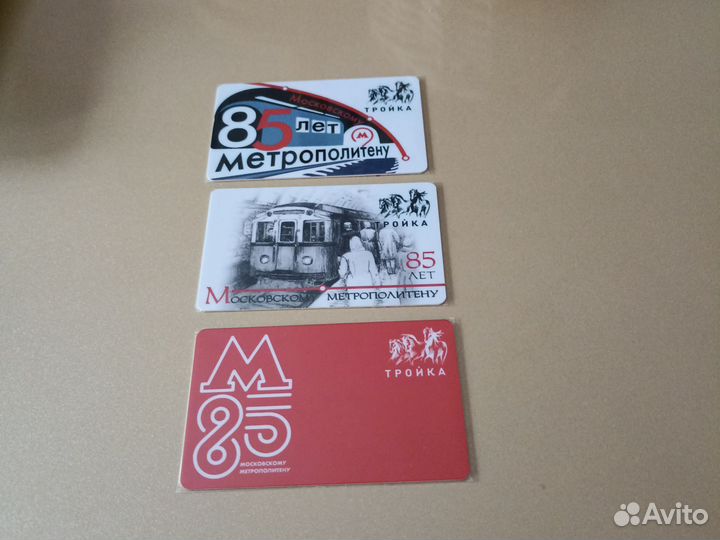 Московскому
85 лет
Метрополитену
М
ТРОЙКА
ТРОЙКА
85
ЛЕТ
МОСКОВСКОМУ МЕТРОПОЛИТЕНУ
М
85
МОСКОВСКОМУ
МЕТРОПОЛИТЕНУ
ТРОЙКА
Avito